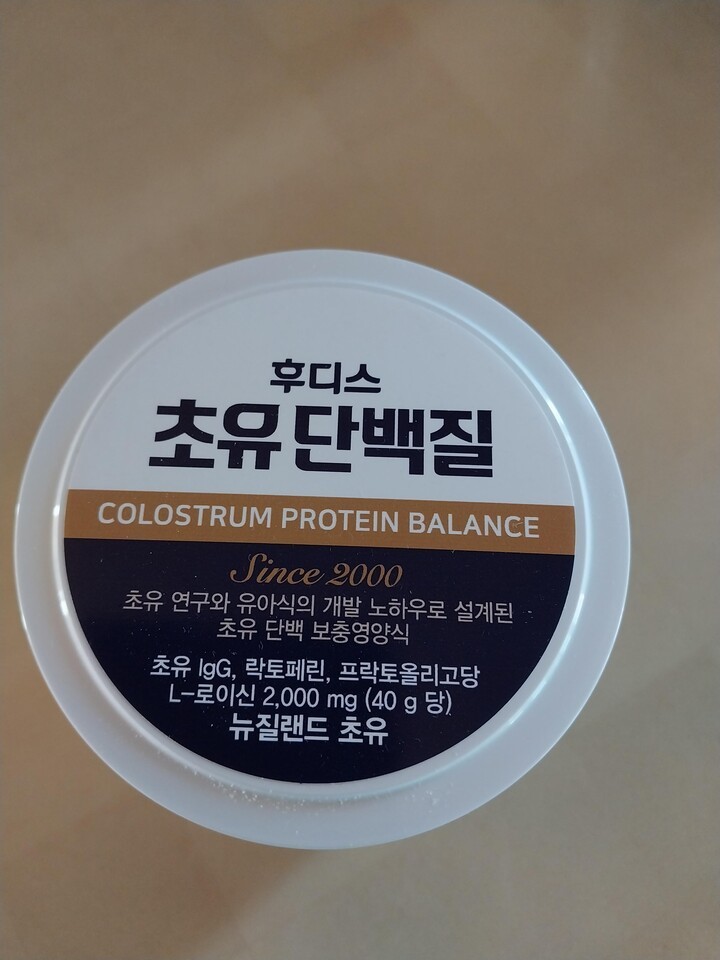 후디스
초유단백질
COLOSTRUM PROTEIN BALANCE
Since 2000
초유 연구와 유아식의 개발 노하우로 설계된
초유 단백 보충영양식
초유 IgG, 락토페린, 프락토올리고당
L-로이신 2,000 mg (40 g 당)
뉴질랜드 초유